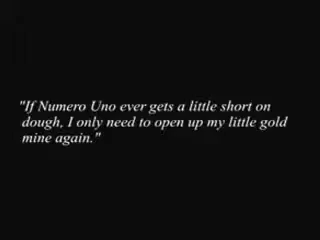 "If Numero Uno ever gets a little short on
dough, I only need to open up my little gold
mine again."